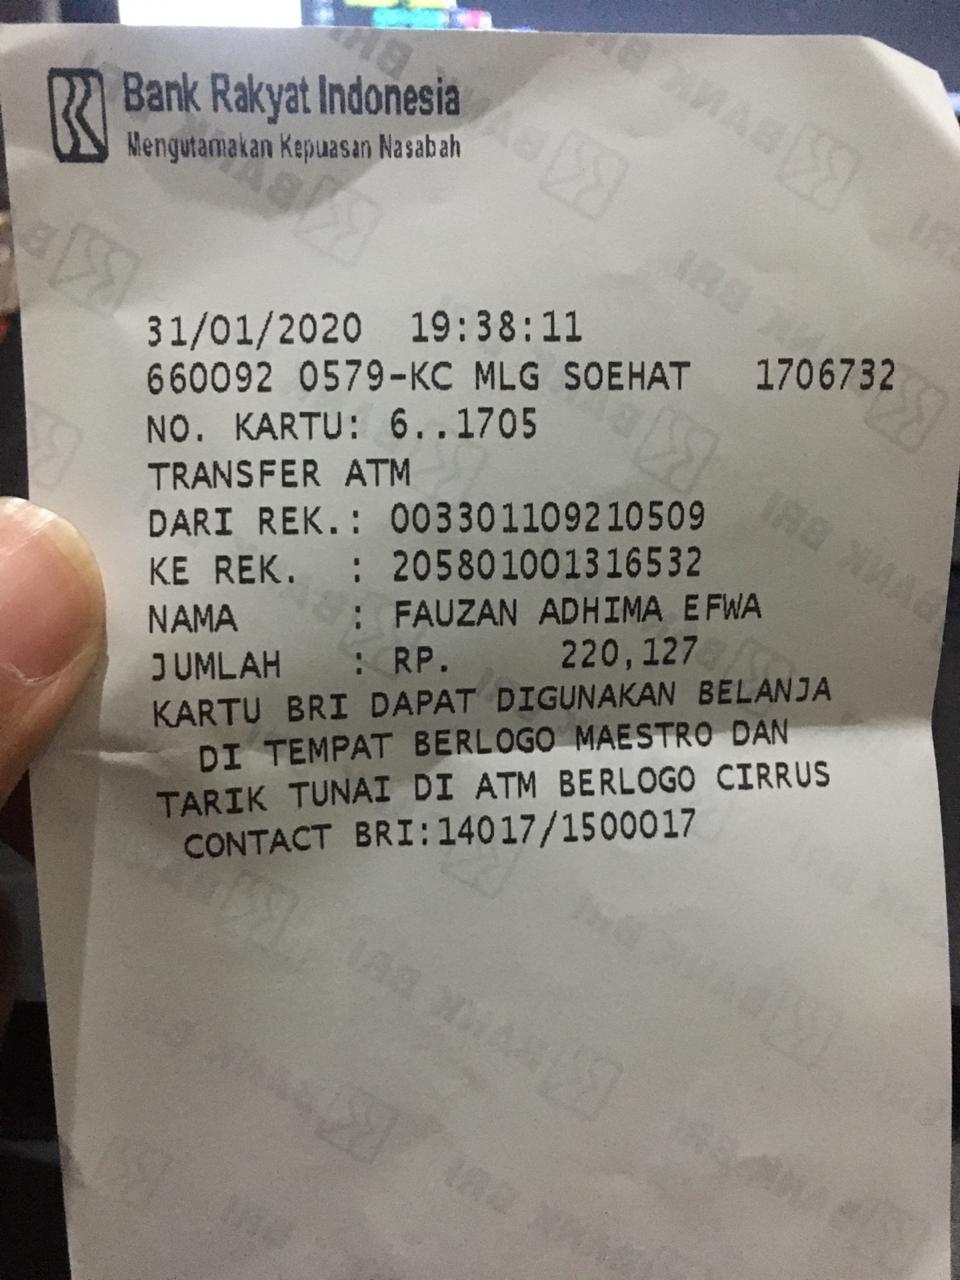 Bank Rakyat Indonesia
Mengutamakan Kepuasan Nasabah
31/01/2020 19:38:11
660092 0579-KC MLG SOEHAT 1706732
NO. KARTU: 6..1705
TRANSFER ATM
DARI REK.: 003301109210509
KE REK. : 205801001316532
NAMA : FAUZAN ADHIMA EFWA
JUMLAH : RP. 220,127
KARTU BRI DAPAT DIGUNAKAN BELANJA
DI TEMPAT BERLOGO MAESTRO DAN
TARIK TUNAI DI ATM BERLOGO CIRRUS
CONTACT BRI:14017/1500017